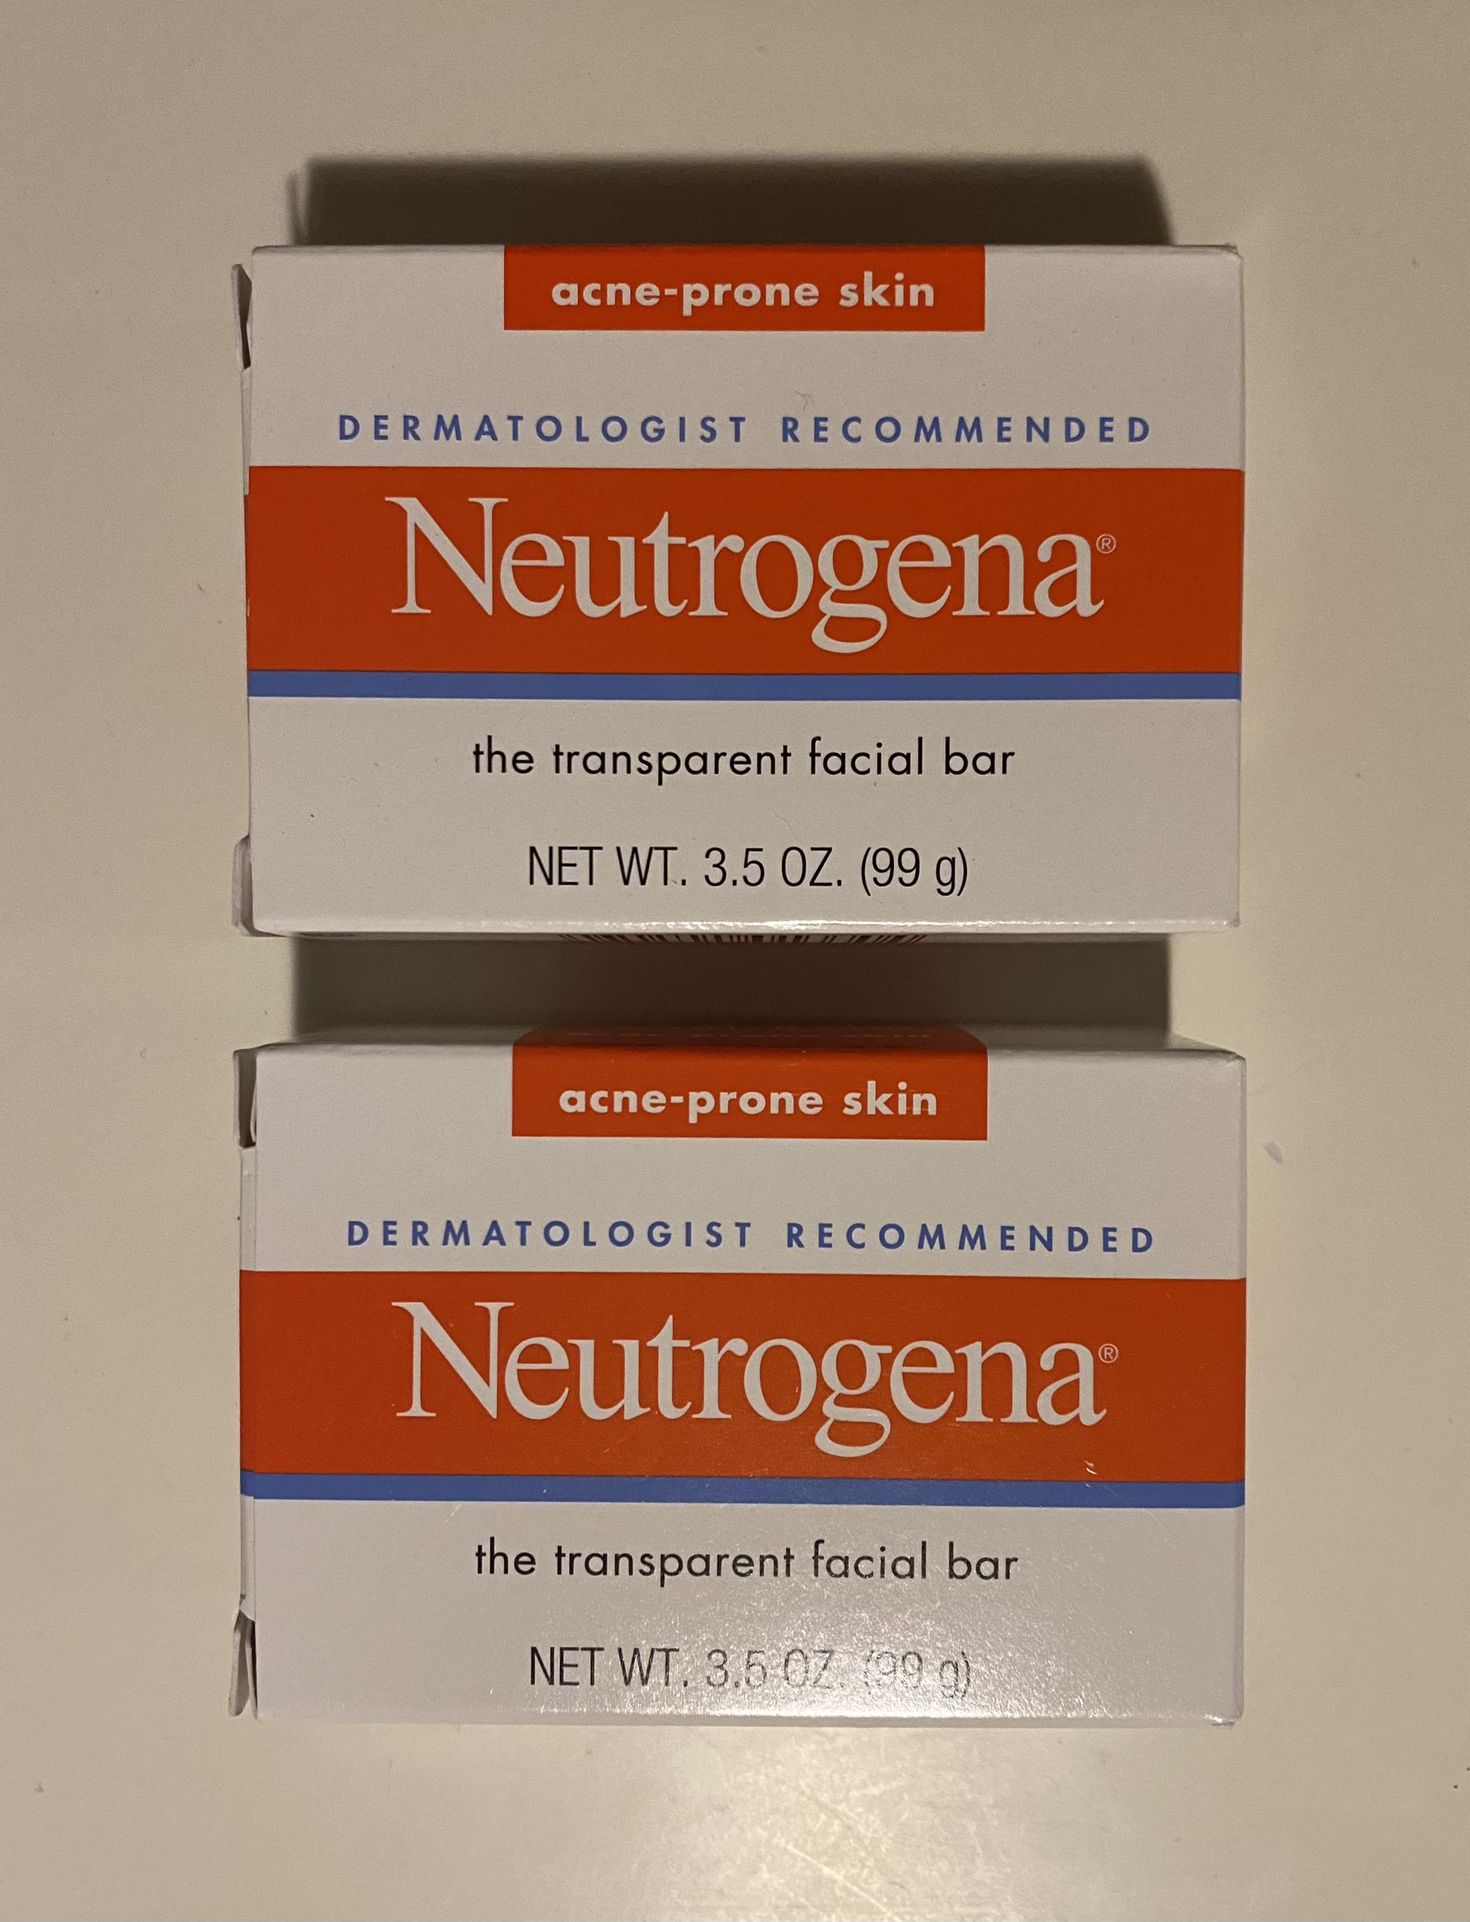 acne-prone skin
DERMATOLOGIST RECOMMENDED
Neutrogena®
the transparent facial bar
NET WT. 3.5 OZ. (99 g)
acne-prone skin
DERMATOLOGIST RECOMMENDED
Neutrogena®
the transparent facial bar
NET WT. 3.5 OZ. (99 g)